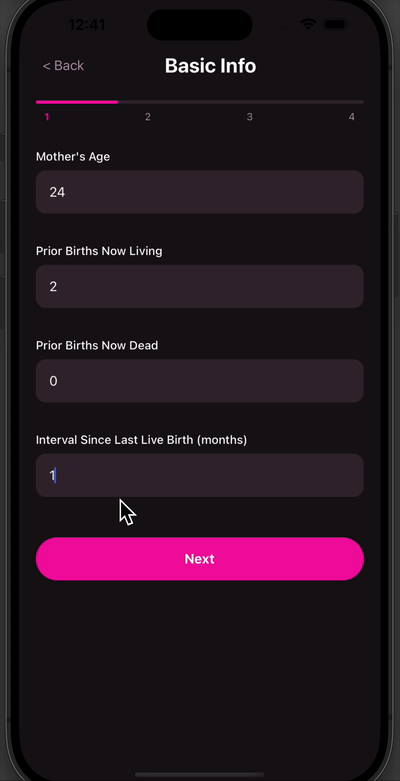 12:41
< Back
Basic Info
1 2 3 4
Mother's Age
24
Prior Births Now Living
2
Prior Births Now Dead
0
Interval Since Last Live Birth (months)
1
Next